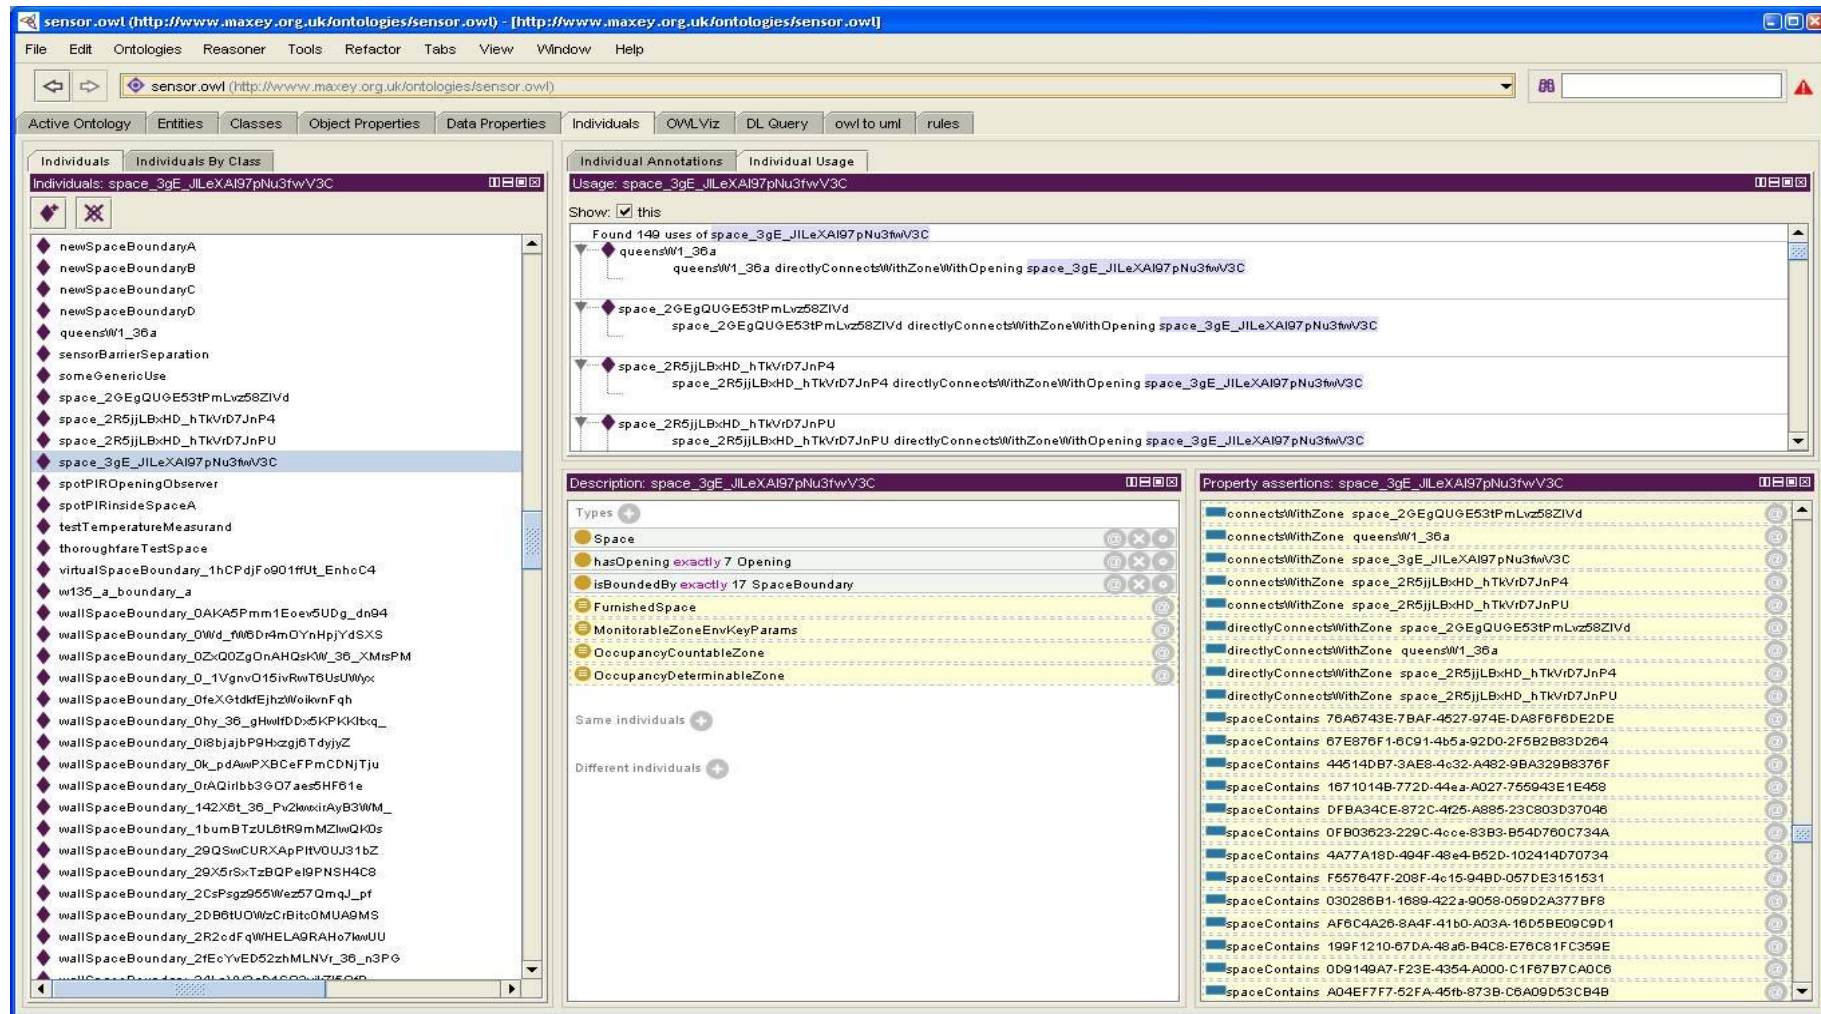 sensor.owl (http://www.maxey.org.uk/ontologies/sensor.owl) - [http://www.maxey.org.uk/ontologies/sensor.owl]
File Edit Ontologies Reasoner Tools Refactor Tabs View Window Help
sensor.owl (http://www.maxey.org.uk/ontologies/sensor.owl)
Active Ontology Entities Classes Object Properties Data Properties Individuals OWLViz DL Query owl to uml rules
Individuals Individuals By Class
Individuals: space_3gE_JILeXAI97pNu3fwV3C
newSpaceBoundaryA
newSpaceBoundaryB
newSpaceBoundaryC
newSpaceBoundaryD
queensW1_36a
sensorBarrierSeparation
someGenericUse
space_2GEgQUGE53tPmLvz58ZIVd
space_2R5jjLBxHD_hTkVrD7JnP4
space_2R5jjLBxHD_hTkVrD7JnPU
space_3gE_JILeXAI97pNu3fwV3C
spotPIROpeningObserver
spotPIRinsideSpaceA
testTemperatureMeasurand
thoroughfareTestSpace
virtualSpaceBoundary_1hCPdjFo901ffUt_EnhcC4
w135_a_boundary_a
wallSpaceBoundary_0AKA5Pmm1Eoev5UDg_dn94
wallSpaceBoundary_0Wd_fW6Dr4mOYnHpjYdSXS
wallSpaceBoundary_0ZxQ0ZgOnAHQskW_36_XMrsPM
wallSpaceBoundary_0_1VgnvO15ivRwT6UsUWyx
wallSpaceBoundary_0feXGtdkfEjhzWoikvnFqh
wallSpaceBoundary_0hy_36_gHwlfDDx5KPKKltxq_
wallSpaceBoundary_0i8bjajbP9Hxzgj6TdyjyZ
wallSpaceBoundary_0k_pdAwPXBCeFPmCDNjTju
wallSpaceBoundary_0rAQirlbb3GO7aes5HF61e
wallSpaceBoundary_142X6t_36_Pv2kwxirAyB3WM_
wallSpaceBoundary_1bumBTzUL6tR9mMZIwQK0s
wallSpaceBoundary_29QSwCURXApPltV0UJ31bZ
wallSpaceBoundary_29X5rSxTzBQPel9PNSH4C8
wallSpaceBoundary_2CsPsgz955Wez57QmqJ_pf
wallSpaceBoundary_2DB6tUOWzCrBitc0MUA9MS
wallSpaceBoundary_2R2cdFqWHELA9RAHo7kwUU
wallSpaceBoundary_2fEcYvED52zhMLNVr_36_n3PG
Individual Annotations Individual Usage
Usage: space_3gE_JILeXAI97pNu3fwV3C
Show: this
Found 149 uses of space_3gE_JILeXAI97pNu3fwV3C
queensW1_36a
queensW1_36a directlyConnectsWithZoneWithOpening space_3gE_JILeXAI97pNu3fwV3C
space_2GEgQUGE53tPmLvz58ZIVd
space_2GEgQUGE53tPmLvz58ZIVd directlyConnectsWithZoneWithOpening space_3gE_JILeXAI97pNu3fwV3C
space_2R5jjLBxHD_hTkVrD7JnP4
space_2R5jjLBxHD_hTkVrD7JnP4 directlyConnectsWithZoneWithOpening space_3gE_JILeXAI97pNu3fwV3C
space_2R5jjLBxHD_hTkVrD7JnPU
space_2R5jjLBxHD_hTkVrD7JnPU directlyConnectsWithZoneWithOpening space_3gE_JILeXAI97pNu3fwV3C
Description: space_3gE_JILeXAI97pNu3fwV3C
Types
Space
hasOpening exactly 7 Opening
isBoundedBy exactly 17 SpaceBoundary
FurnishedSpace
MonitorableZoneEnvKeyParams
OccupancyCountableZone
OccupancyDeterminableZone
Same individuals
Different individuals
Property assertions: space_3gE_JILeXAI97pNu3fwV3C
connectsWithZone space_2GEgQUGE53tPmLvz58ZIVd
connectsWithZone queensW1_36a
connectsWithZone space_3gE_JILeXAI97pNu3fwV3C
connectsWithZone space_2R5jjLBxHD_hTkVrD7JnP4
connectsWithZone space_2R5jjLBxHD_hTkVrD7JnPU
directlyConnectsWithZone space_2GEgQUGE53tPmLvz58ZIVd
directlyConnectsWithZone queensW1_36a
directlyConnectsWithZone space_2R5jjLBxHD_hTkVrD7JnP4
directlyConnectsWithZone space_2R5jjLBxHD_hTkVrD7JnPU
spaceContains 76A6743E-7BAF-4527-974E-DA8F6F6DE2DE
spaceContains 67E876F1-6C91-4b5a-92D0-2F5B2B83D264
spaceContains 44514DB7-3AE8-4c32-A482-9BA329B8376F
spaceContains 1671014B-772D-44ea-A027-755943E1E458
spaceContains DFBA34CE-872C-4f25-A885-23C803D37046
spaceContains 0FB03623-229C-4cce-83B3-B54D760C734A
spaceContains 4A77A18D-494F-48e4-B52D-102414D70734
spaceContains F557647F-208F-4c15-94BD-057DE3151531
spaceContains 030286B1-1689-422a-9058-059D2A377BF8
spaceContains AF6C4A26-8A4F-41b0-A03A-16D5BE09C9D1
spaceContains 199F1210-67DA-48a6-B4C8-E76C81FC359E
spaceContains 0D9149A7-F23E-4354-A000-C1F67B7CA0C6
spaceContains A04EF7F7-52FA-45fb-873B-C6A09D53CB4B